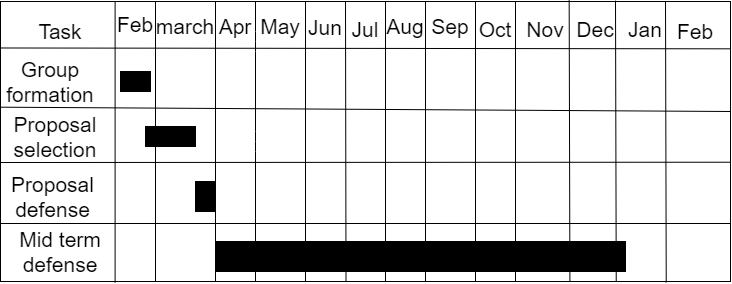 Task Feb march Apr May Jun Jul Aug Sep Oct Nov Dec Jan Feb
Group
formation
Proposal
selection
Proposal
defense
Mid term
defense